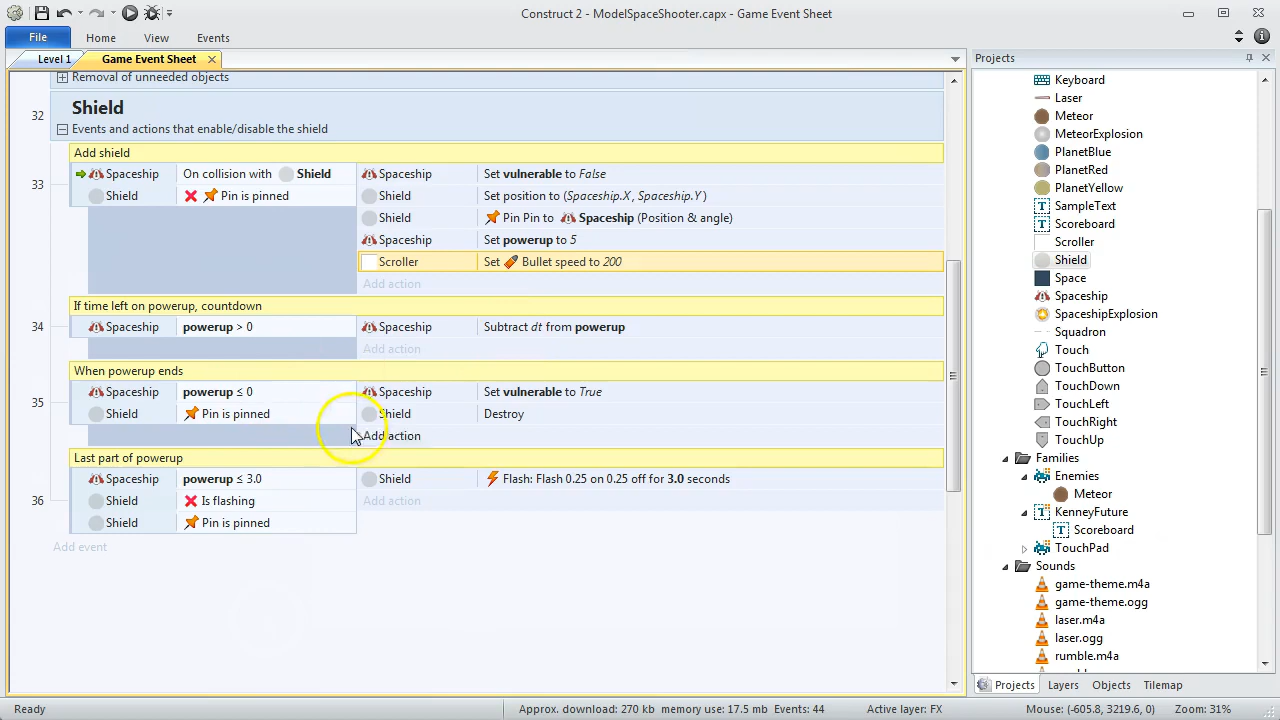 Construct 2 - ModelSpaceShooter.capx - Game Event Sheet
File Home View Events
Level 1 Game Event Sheet
Removal of unneeded objects
32 Shield
Events and actions that enable/disable the shield
Add shield
33
Spaceship On collision with Shield Spaceship Set vulnerable to False
Shield Pin is pinned Shield Set position to (Spaceship.X, Spaceship.Y)
Shield Pin Pin to Spaceship (Position & angle)
Spaceship Set powerup to 5
Scroller Set Bullet speed to 200
Add action
If time left on powerup, countdown
34 Spaceship powerup > 0 Spaceship Subtract dt from powerup
Add action
When powerup ends
35
Spaceship powerup ≤ 0 Spaceship Set vulnerable to True
Shield Pin is pinned Shield Destroy
Add action
Last part of powerup
36
Spaceship powerup ≤ 3.0 Shield Flash: Flash 0.25 on 0.25 off for 3.0 seconds
Shield Is flashing Add action
Shield Pin is pinned
Add event
Projects
Keyboard
Laser
Meteor
MeteorExplosion
PlanetBlue
PlanetRed
PlanetYellow
SampleText
Scoreboard
Scroller
Shield
Space
Spaceship
SpaceshipExplosion
Squadron
Touch
TouchButton
TouchDown
TouchLeft
TouchRight
TouchUp
Families
Enemies
Meteor
KenneyFuture
Scoreboard
TouchPad
Sounds
game-theme.m4a
game-theme.ogg
laser.m4a
laser.ogg
rumble.m4a
Projects Layers Objects Tilemap
Ready Approx. download: 270 kb memory use: 17.5 mb Events: 44 Active layer: FX Mouse: (-605.8, 3219.6, 0) Zoom: 31%